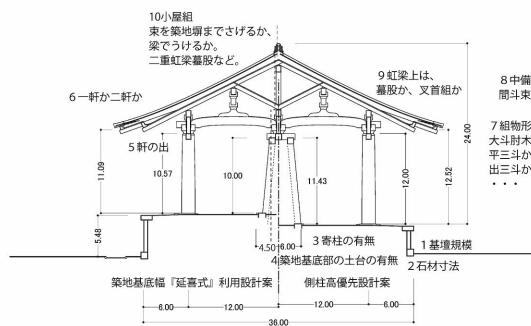 10小屋組
束を築地塀までさげるか、
梁でうけるか。
二重虹梁蟇股など。
6一軒か二軒か
9虹梁上は、
蟇股か、叉首組か
8中備
間斗束
7組物形
大斗肘木
平三斗か
出三斗か
・・・
5軒の出
24.00
11.09
10.57
10.00
11.43
12.00
12.52
5.48
4.50
6.00
3寄柱の有無
1基壇規模
4築地基底部の土台の有無
2石材寸法
築地基底幅『延喜式』利用設計案
側柱高優先設計案
6.00
12.00
12.00
6.00
36.00